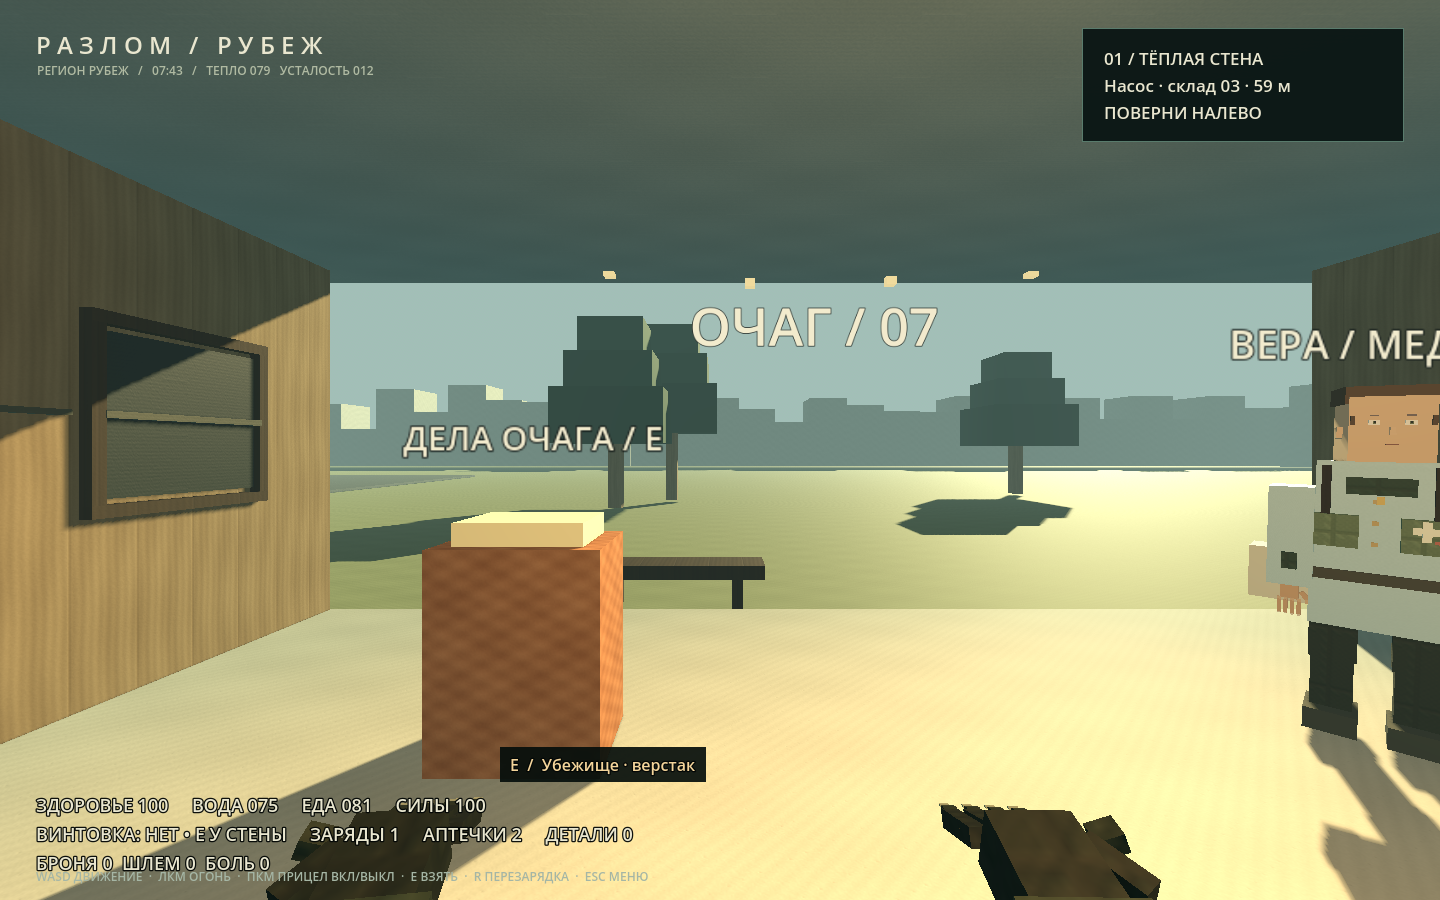 РАЗЛОМ / РУБЕЖ
РЕГИОН РУБЕЖ / 07:43 / ТЕПЛО 079 УСТАЛОСТЬ 012
01 / ТЁПЛАЯ СТЕНА
Насос · склад 03 · 59 м
ПОВЕРНИ НАЛЕВО
ОЧАГ / 07
ВЕРА / МЕД
ДЕЛА ОЧАГА / Е
E / Убежище · верстак
ЗДОРОВЬЕ 100 ВОДА 075 ЕДА 081 СИЛЫ 100
ВИНТОВКА: НЕТ • Е У СТЕНЫ ЗАРЯДЫ 1 АПТЕЧКИ 2 ДЕТАЛИ 0
БРОНЯ 0 ШЛЕМ 0 БОЛЬ 0
WASD ДВИЖЕНИЕ · ЛКМ ОГОНЬ · ПКМ ПРИЦЕЛ ВКЛ/ВЫКЛ · E ВЗЯТЬ · R ПЕРЕЗАРЯДКА · ESC МЕНЮ